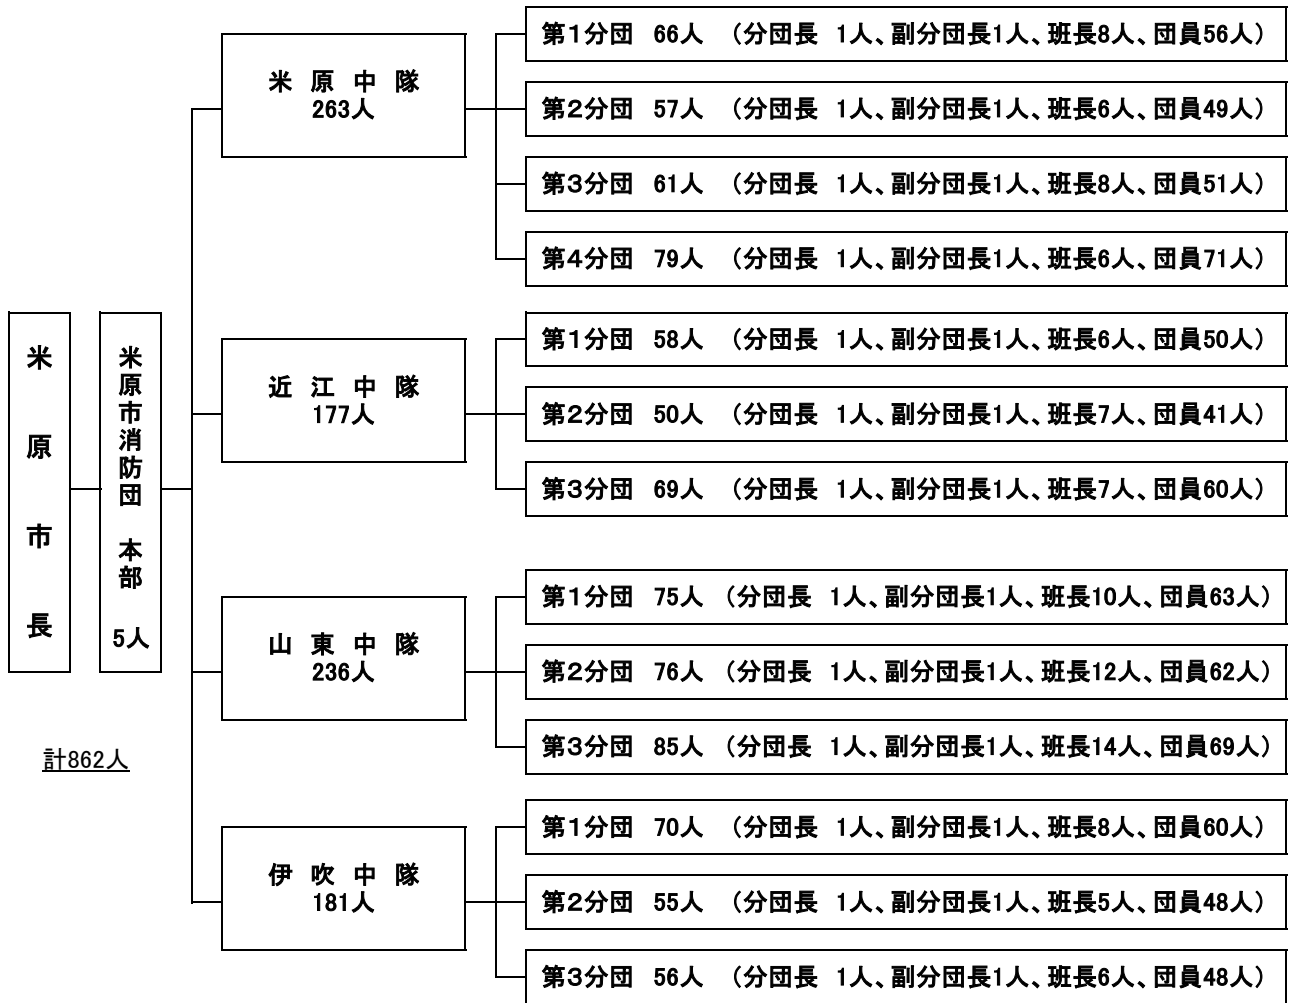 米原市長
米原市消防団 本部 5人
計862人
米原中隊
263人
第1分団 66人 （分団長 1人、副分団長1人、班長8人、団員56人）
第2分団 57人 （分団長 1人、副分団長1人、班長6人、団員49人）
第3分団 61人 （分団長 1人、副分団長1人、班長8人、団員51人）
第4分団 79人 （分団長 1人、副分団長1人、班長6人、団員71人）
近江中隊
177人
第1分団 58人 （分団長 1人、副分団長1人、班長6人、団員50人）
第2分団 50人 （分団長 1人、副分団長1人、班長7人、団員41人）
第3分団 69人 （分団長 1人、副分団長1人、班長7人、団員60人）
山東中隊
236人
第1分団 75人 （分団長 1人、副分団長1人、班長10人、団員63人）
第2分団 76人 （分団長 1人、副分団長1人、班長12人、団員62人）
第3分団 85人 （分団長 1人、副分団長1人、班長14人、団員69人）
伊吹中隊
181人
第1分団 70人 （分団長 1人、副分団長1人、班長8人、団員60人）
第2分団 55人 （分団長 1人、副分団長1人、班長5人、団員48人）
第3分団 56人 （分団長 1人、副分団長1人、班長6人、団員48人）